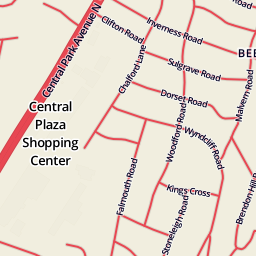 Central Park Avenue N
Clifton Road
Inverness Road
Chalford Lane
BEE
Sulgrave Road
Dorset Road
Malvern Road
Central
Plaza
Shopping
Center
Wyndcliff Road
Woodford Road
Falmouth Road
Kings Cross
Stoneleigh Road
Brendon Hill